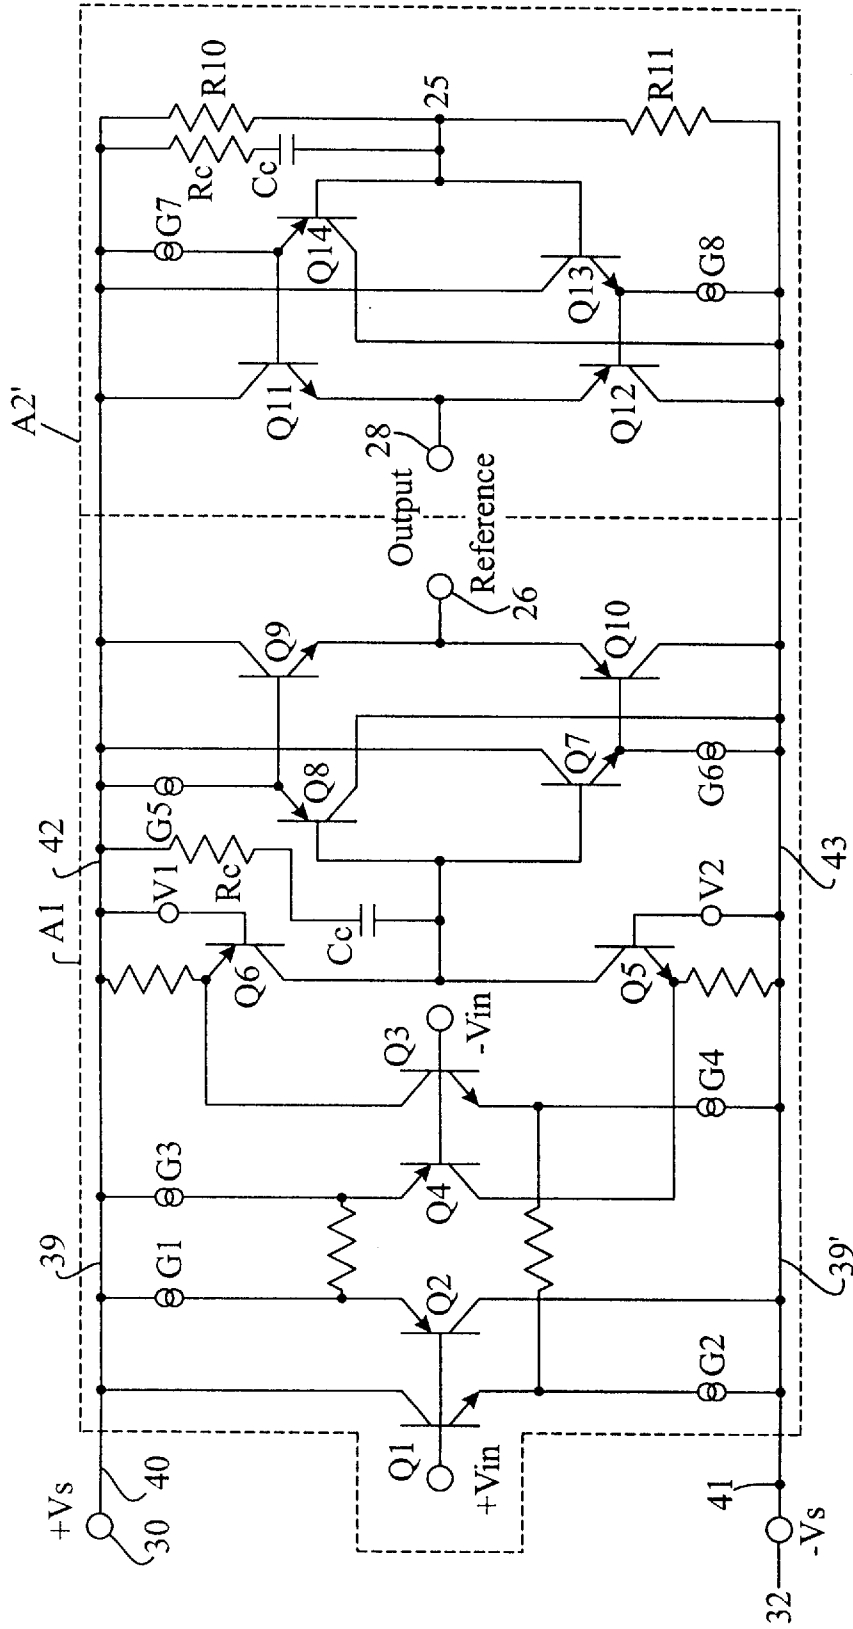 +Vs
30
40
39
A1
42
A2'
G1
G3
V1
G5
Rc
Rc
R10
G7
Cc
Q6
Cc
Q8
Q9
Q11
Q14
25
Q1
+Vin
Q2
Q4
Q3
-Vin
26
Output
Reference
28
Q5
Q7
Q10
Q12
Q13
R11
G2
G4
V2
G6
G8
41
-Vs
32
39'
43